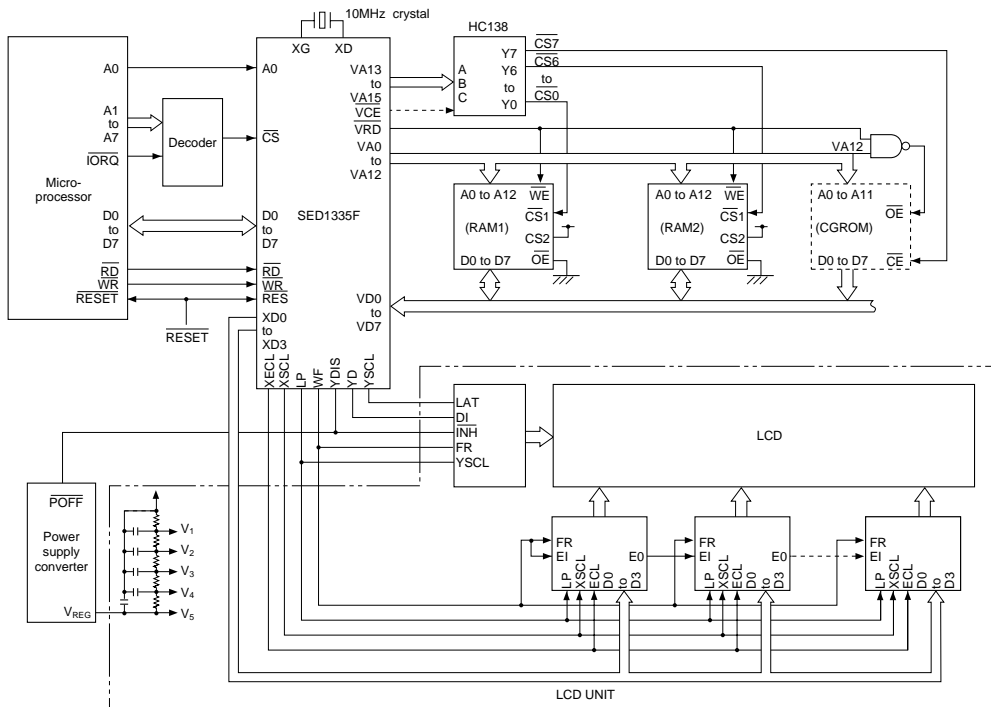 10MHz crystal
XG XD
HC138
A0
A1
to
A7
IORQ
Micro-
processor
D0
to
D7
RD
WR
RESET
Decoder
RESET
A0
CS
SED1335F
D0
to
D7
RD
WR
RES
XD0
to
XD3
VA13
to
VA15
VCE
VRD
VA0
to
VA12
VD0
to
VD7
XECL
XSCL
LP
WF
YDIS
YD
YSCL
A
B
C
Y7
Y6
to
Y0
CS7
CS6
to
CS0
VA12
A0 to A12
WE
CS1
(RAM1)
CS2
D0 to D7
OE
A0 to A12
WE
CS1
(RAM2)
CS2
D0 to D7
OE
A0 to A11
OE
(CGROM)
D0 to D7
CE
LAT
DI
INH
FR
YSCL
LCD
POFF
Power
supply
converter
VREG
V1
V2
V3
V4
V5
FR
EI
E0
LP
XSCL
ECL
D0
to
D3
FR
EI
E0
LP
XSCL
ECL
D0
to
D3
FR
EI
LP
XSCL
ECL
D0
to
D3
LCD UNIT